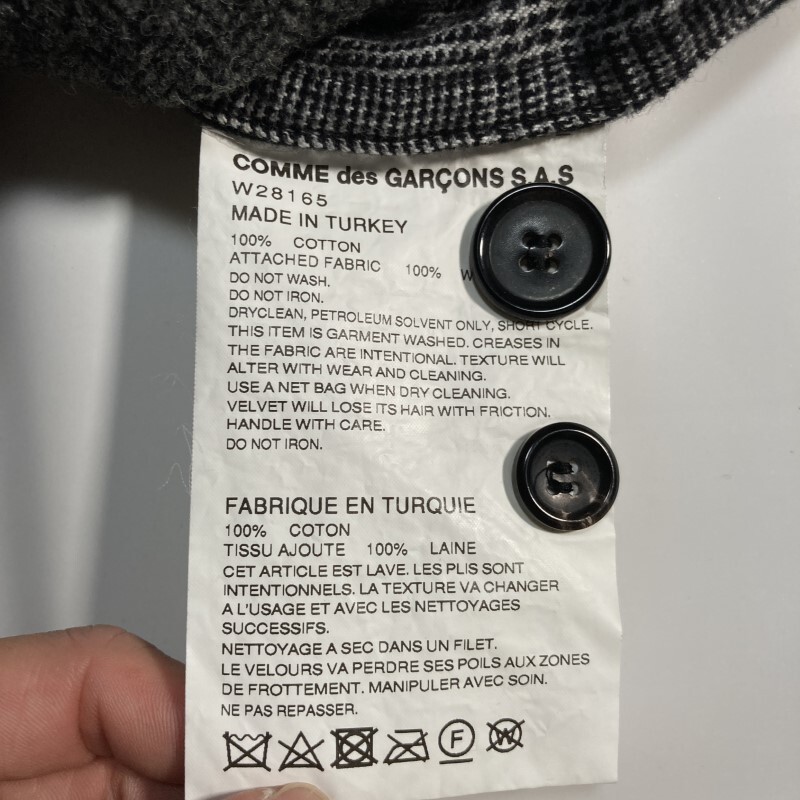 COMME des GARÇONS S.A.S
W28165
MADE IN TURKEY
100% COTTON
ATTACHED FABRIC 100% W
DO NOT WASH.
DO NOT IRON.
DRYCLEAN, PETROLEUM SOLVENT ONLY, SHORT CYCLE.
THIS ITEM IS GARMENT WASHED. CREASES IN
THE FABRIC ARE INTENTIONAL. TEXTURE WILL
ALTER WITH WEAR AND CLEANING.
USE A NET BAG WHEN DRY CLEANING.
VELVET WILL LOSE ITS HAIR WITH FRICTION.
HANDLE WITH CARE.
DO NOT IRON.
FABRIQUE EN TURQUIE
100% COTON
TISSU AJOUTE 100% LAINE
CET ARTICLE EST LAVE. LES PLIS SONT
INTENTIONNELS. LA TEXTURE VA CHANGER
A L'USAGE ET AVEC LES NETTOYAGES
SUCCESSIFS.
NETTOYAGE A SEC DANS UN FILET.
LE VELOURS VA PERDRE SES POILS AUX ZONES
DE FROTTEMENT. MANIPULER AVEC SOIN.
NE PAS REPASSER.
F W